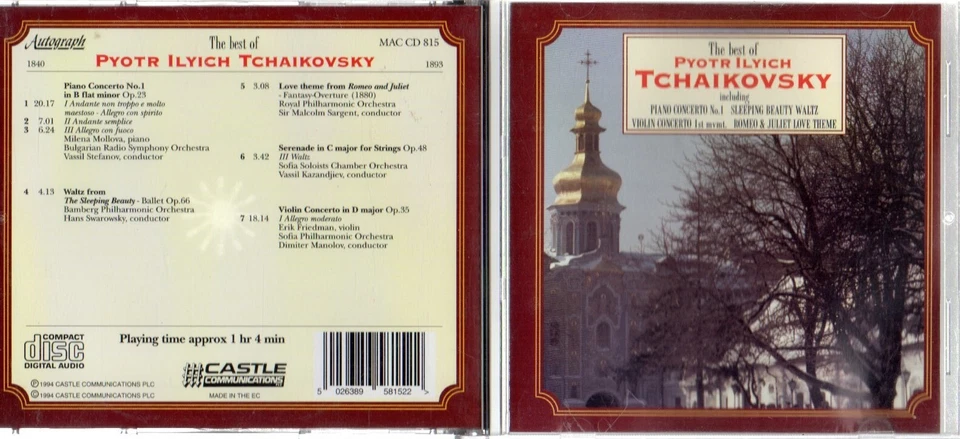 Autograph
The best of
MAC CD 815
1840
PYOTR ILYICH TCHAIKOVSKY
1893
Piano Concerto No.1
in B flat minor Op.23
1 20.17 I Andante non troppo e molto
maestoso - Allegro con spirito
2 7.01 II Andante semplice
3 6.24 III Allegro con fuoco
Milena Mollova, piano
Bulgarian Radio Symphony Orchestra
Vassil Stefanov, conductor
4 4.13 Waltz from
The Sleeping Beauty - Ballet Op.66
Bamberg Philharmonic Orchestra
Hans Swarowsky, conductor
5 3.08 Love theme from Romeo and Juliet
- Fantasy-Overture (1880)
Royal Philharmonic Orchestra
Sir Malcolm Sargent, conductor
Serenade in C major for Strings Op.48
6 3.42 III Waltz
Sofia Soloists Chamber Orchestra
Vassil Kazandjiev, conductor
Violin Concerto in D major Op.35
7 18.14 I Allegro moderato
Erik Friedman, violin
Sofia Philharmonic Orchestra
Dimiter Manolov, conductor
COMPACT
disc
DIGITAL AUDIO
Playing time approx 1 hr 4 min
CASTLE
COMMUNICATIONS
MADE IN THE EC
Ⓟ 1994 CASTLE COMMUNICATIONS PLC
© 1994 CASTLE COMMUNICATIONS PLC
5 026389 581522 >
The best of
PYOTR ILYICH
TCHAIKOVSKY
including
PIANO CONCERTO No.1 SLEEPING BEAUTY WALTZ
VIOLIN CONCERTO 1st mvmt. ROMEO & JULIET LOVE THEME